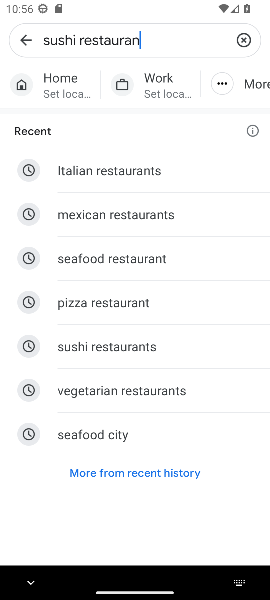 10:56
sushi restauran
Home
Set loca...
Work
Set loca...
More
Recent
Italian restaurants
mexican restaurants
seafood restaurant
pizza restaurant
sushi restaurants
vegetarian restaurants
seafood city
More from recent history